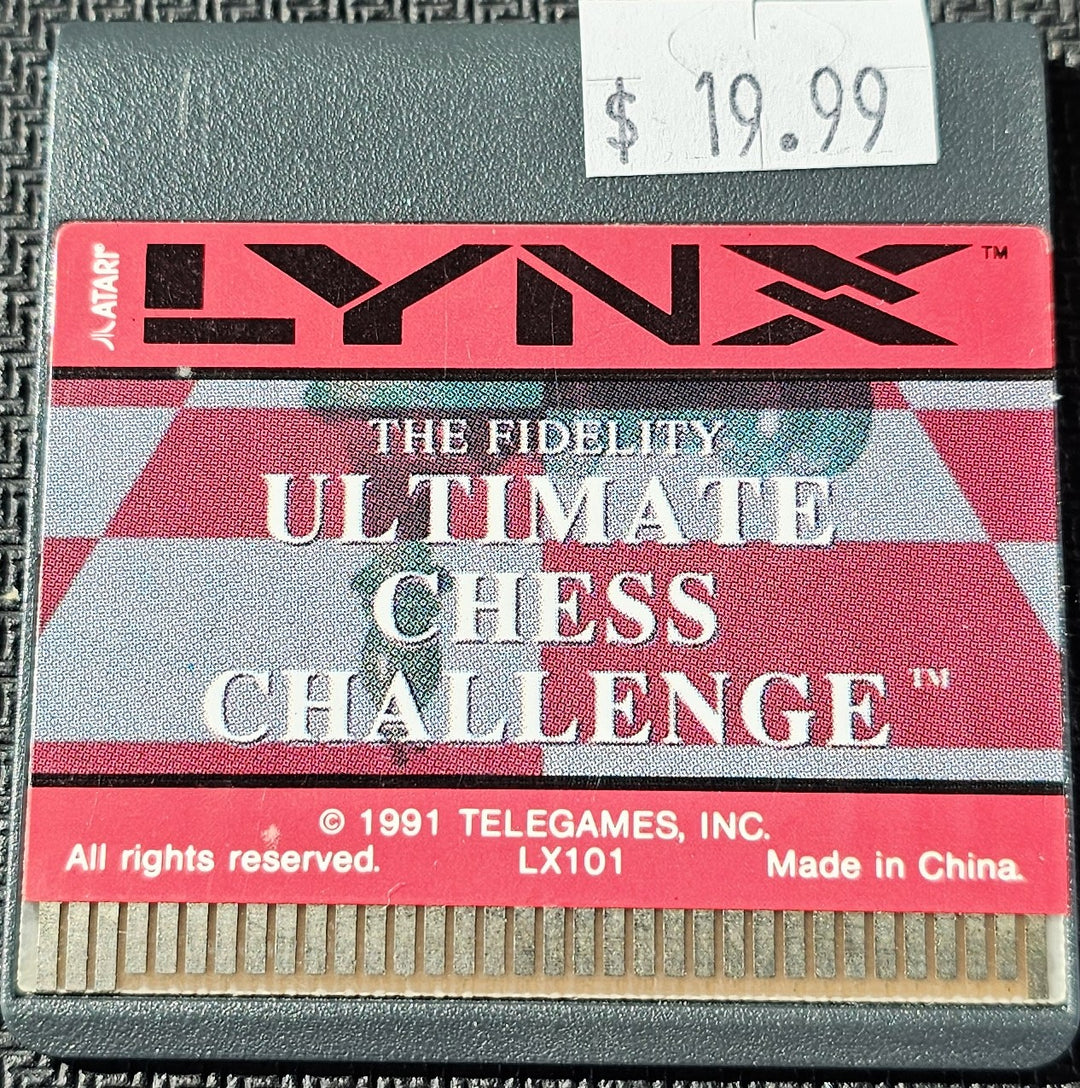 $ 19.99
ATARI LYNX™
THE FIDELITY
ULTIMATE
CHESS
CHALLENGE™
© 1991 TELEGAMES, INC.
All rights reserved. LX101 Made in China.